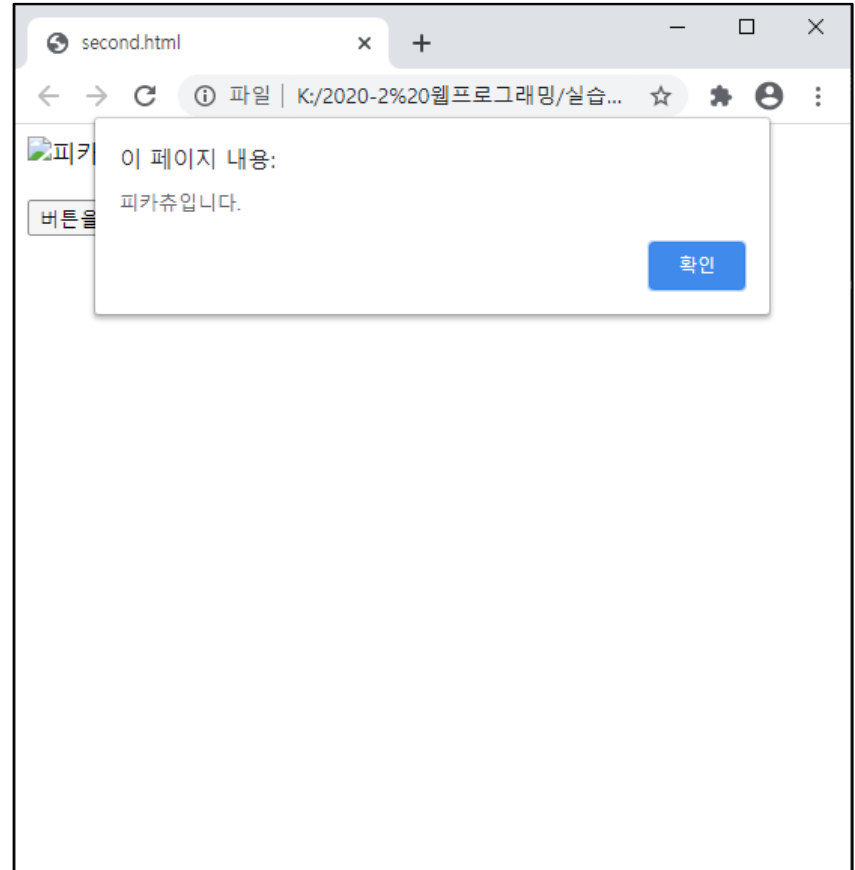 second.html
파일 | K:/2020-2%20웹프로그래밍/실습...
피카
이 페이지 내용:
피카츄입니다.
버튼을
확인